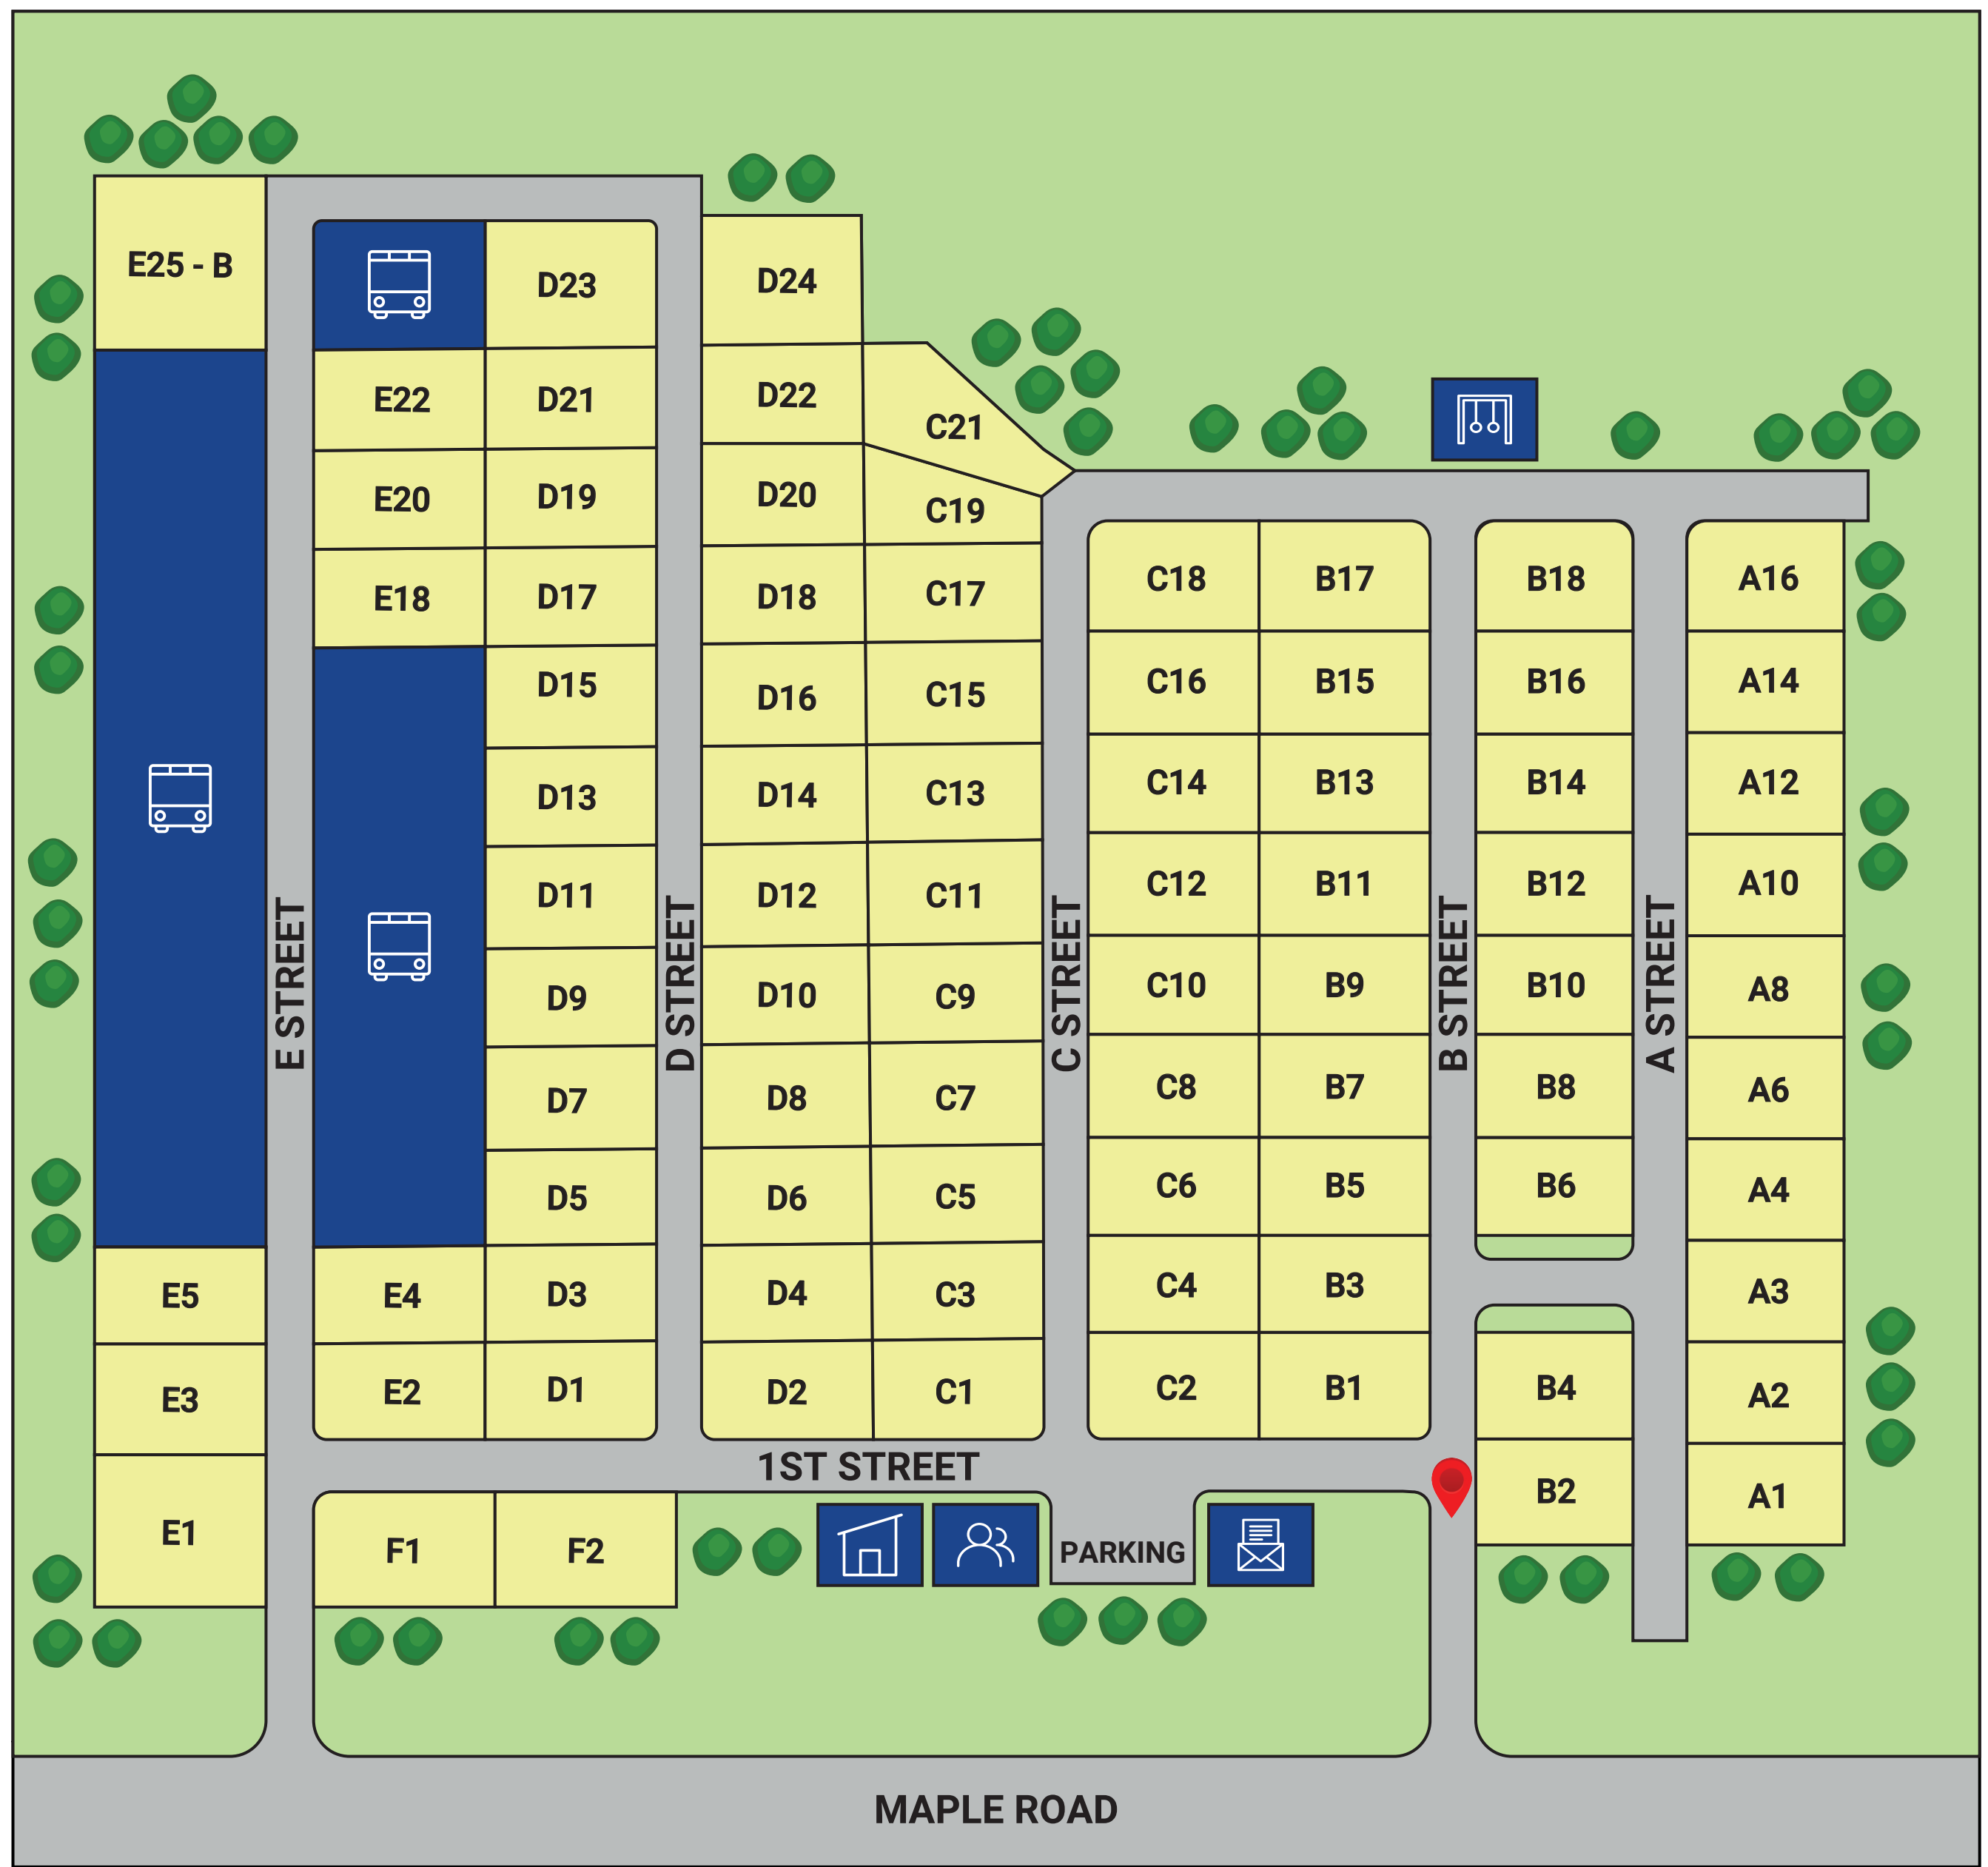 E25 - B
D23
D24
E22
D21
D22
C21
E20
D19
D20
C19
E18
D17
D18
C17
C18
B17
B18
A16
D15
D16
C15
C16
B15
B16
A14
D13
D14
C13
C14
B13
B14
A12
D11
D12
C11
C12
B11
B12
A10
E STREET
D STREET
C STREET
B STREET
A STREET
D9
D10
C9
C10
B9
B10
A8
D7
D8
C7
C8
B7
B8
A6
D5
D6
C5
C6
B5
B6
A4
E5
E4
D3
D4
C3
C4
B3
A3
E3
E2
D1
D2
C1
C2
B1
B4
A2
1ST STREET
E1
F1
F2
PARKING
B2
A1
MAPLE ROAD